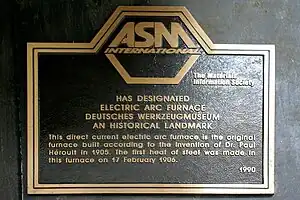 ASM
INTERNATIONAL
The Materials
Information Society
HAS DESIGNATED
ELECTRIC ARC FURNACE
DEUTSCHES WERKZEUGMUSEUM
AN HISTORICAL LANDMARK
This direct current electric arc furnace is the original
furnace built according to the invention of Dr. Paul
Héroult in 1905. The first heat of steel was made in
this furnace on 17 February 1906.
1990